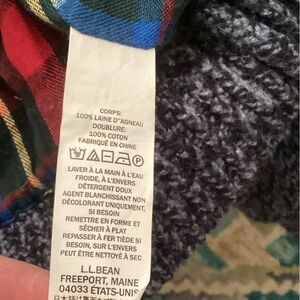 CORPS:
100% LAINE D"AGNEAU
DOUBLURE:
100% COTON
FABRIQUÉ EN CHINE
LAVER À LA MAIN À L'EAU
FROIDE, À L'ENVERS
DÉTERGENT DOUX
AGENT BLANCHISSANT NON
DÉCOLORANT UNIQUEMENT,
SI BESOIN
REMETTRE EN FORME ET
SÉCHER À PLAT
REPASSER À FER TIÈDE SI
BESOIN, SUR L'ENVERS
PEUT ÊTRE NETTOYÉ À SEC
L.L.BEAN
FREEPORT, MAINE
04033 ÉTATS-UNIS